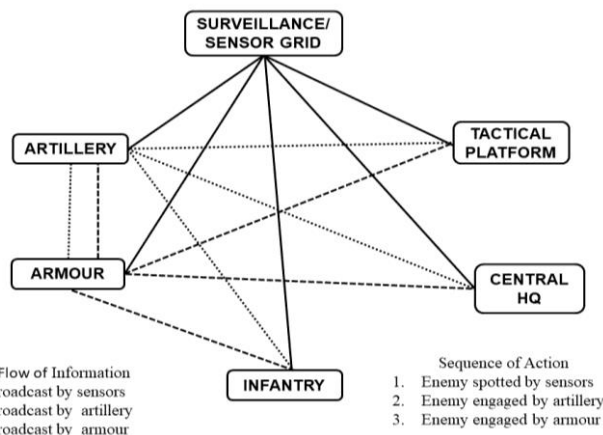 SURVEILLANCE/
SENSOR GRID
ARTILLERY
TACTICAL
PLATFORM
ARMOUR
CENTRAL
HQ
INFANTRY
Flow of Information
roadcast by sensors
roadcast by artillery
roadcast by armour
Sequence of Action
1. Enemy spotted by sensors
2. Enemy engaged by artillery
3. Enemy engaged by armour